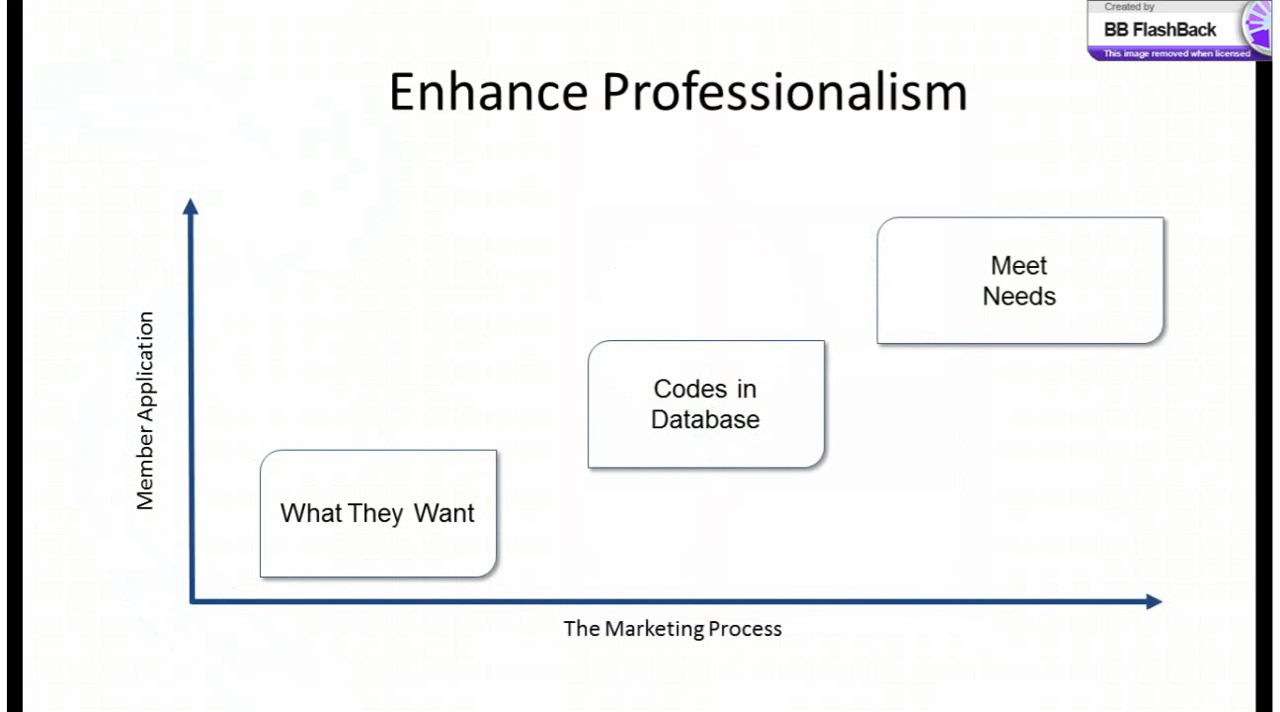 Created by
BB FlashBack
This image removed when licensed
Enhance Professionalism
Meet
Needs
Codes in
Database
What They Want
Member Application
The Marketing Process